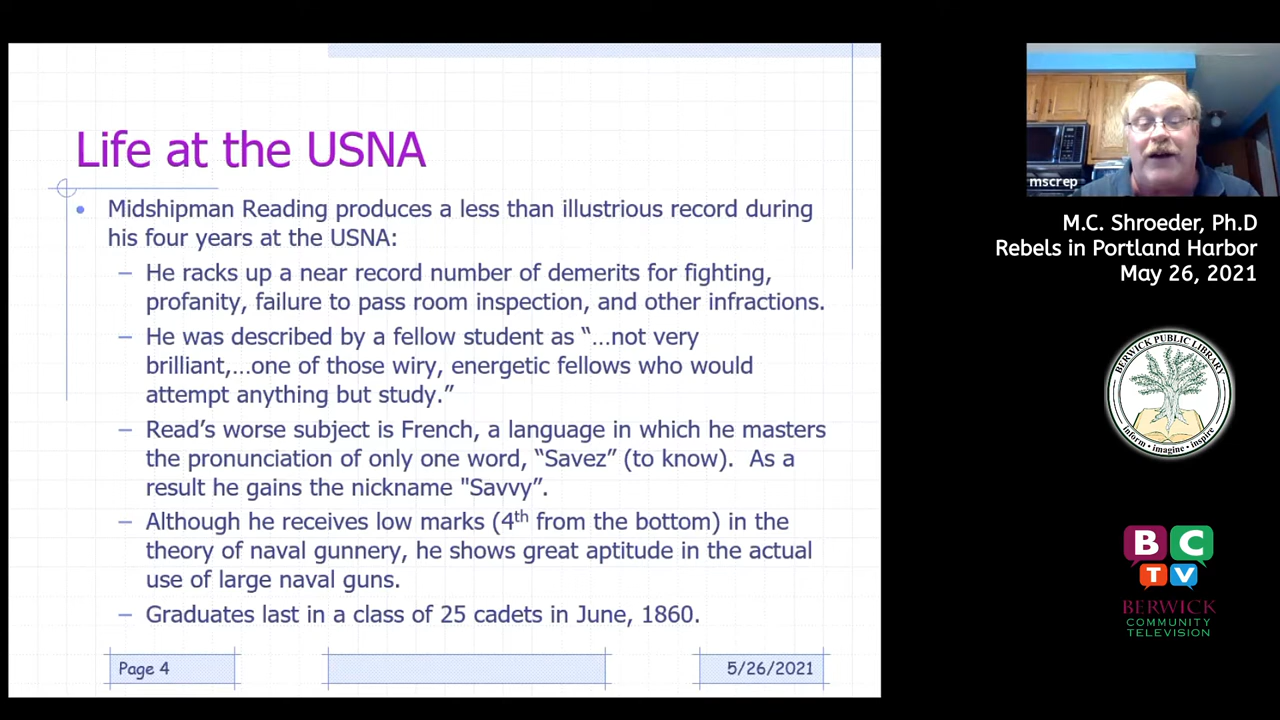 Life at the USNA
• Midshipman Reading produces a less than illustrious record during
his four years at the USNA:
– He racks up a near record number of demerits for fighting,
profanity, failure to pass room inspection, and other infractions.
– He was described by a fellow student as “…not very
brilliant,…one of those wiry, energetic fellows who would
attempt anything but study.”
– Read’s worse subject is French, a language in which he masters
the pronunciation of only one word, “Savez” (to know).  As a
result he gains the nickname "Savvy”.
– Although he receives low marks (4th from the bottom) in the
theory of naval gunnery, he shows great aptitude in the actual
use of large naval guns.
– Graduates last in a class of 25 cadets in June, 1860.
Page 4
5/26/2021
mscrep
M.C. Shroeder, Ph.D
Rebels in Portland Harbor
May 26, 2021
BERWICK PUBLIC LIBRARY
inform • imagine • inspire
BC
TV
BERWICK
COMMUNITY
TELEVISION